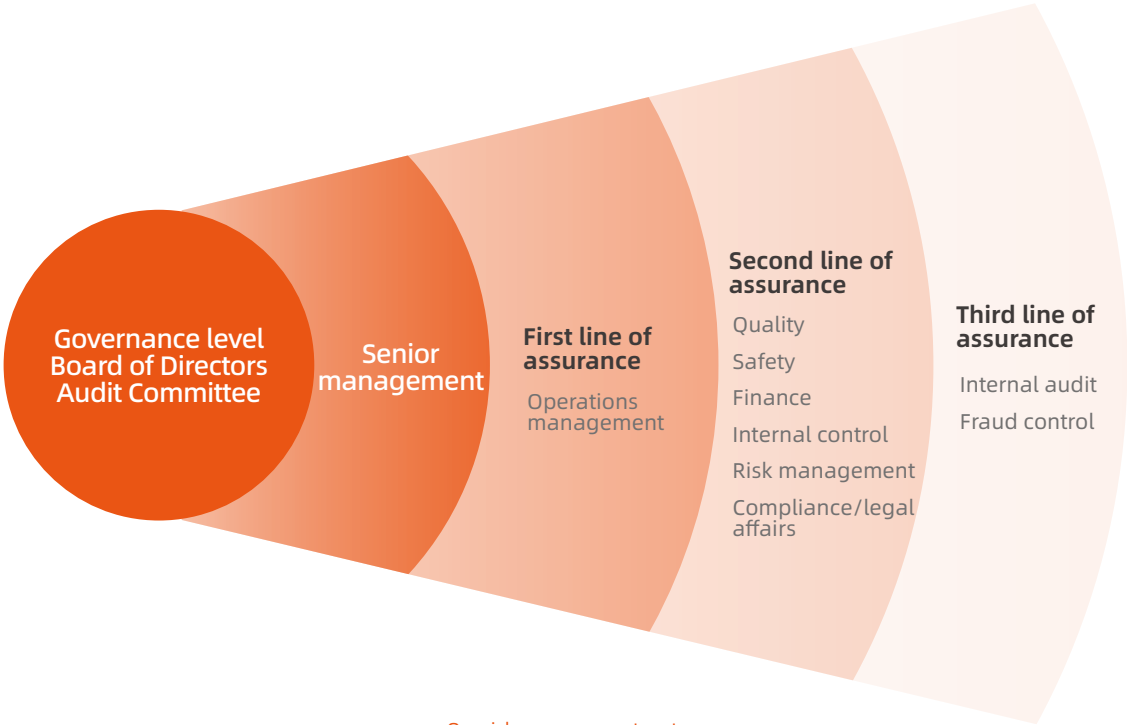 Governance level
Board of Directors
Audit Committee
Senior
management
First line of
assurance
Operations
management
Second line of
assurance
Quality
Safety
Finance
Internal control
Risk management
Compliance/legal
affairs
Third line of
assurance
Internal audit
Fraud control